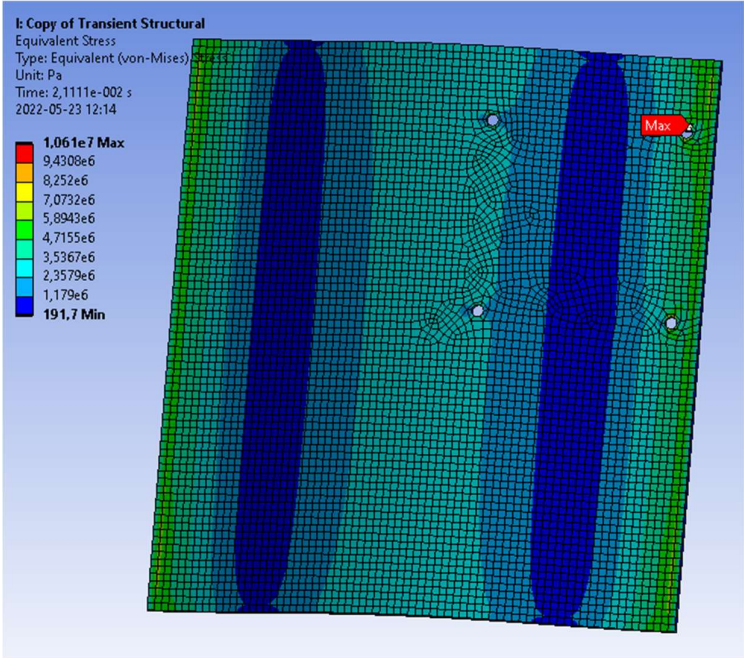 I: Copy of Transient Structural
Equivalent Stress
Type: Equivalent (von-Mises) Stress
Unit: Pa
Time: 2,1111e-002 s
2022-05-23 12:14
1,061e7 Max
9,4308e6
8,252e6
7,0732e6
5,8943e6
4,7155e6
3,5367e6
2,3579e6
1,179e6
191,7 Min
Max